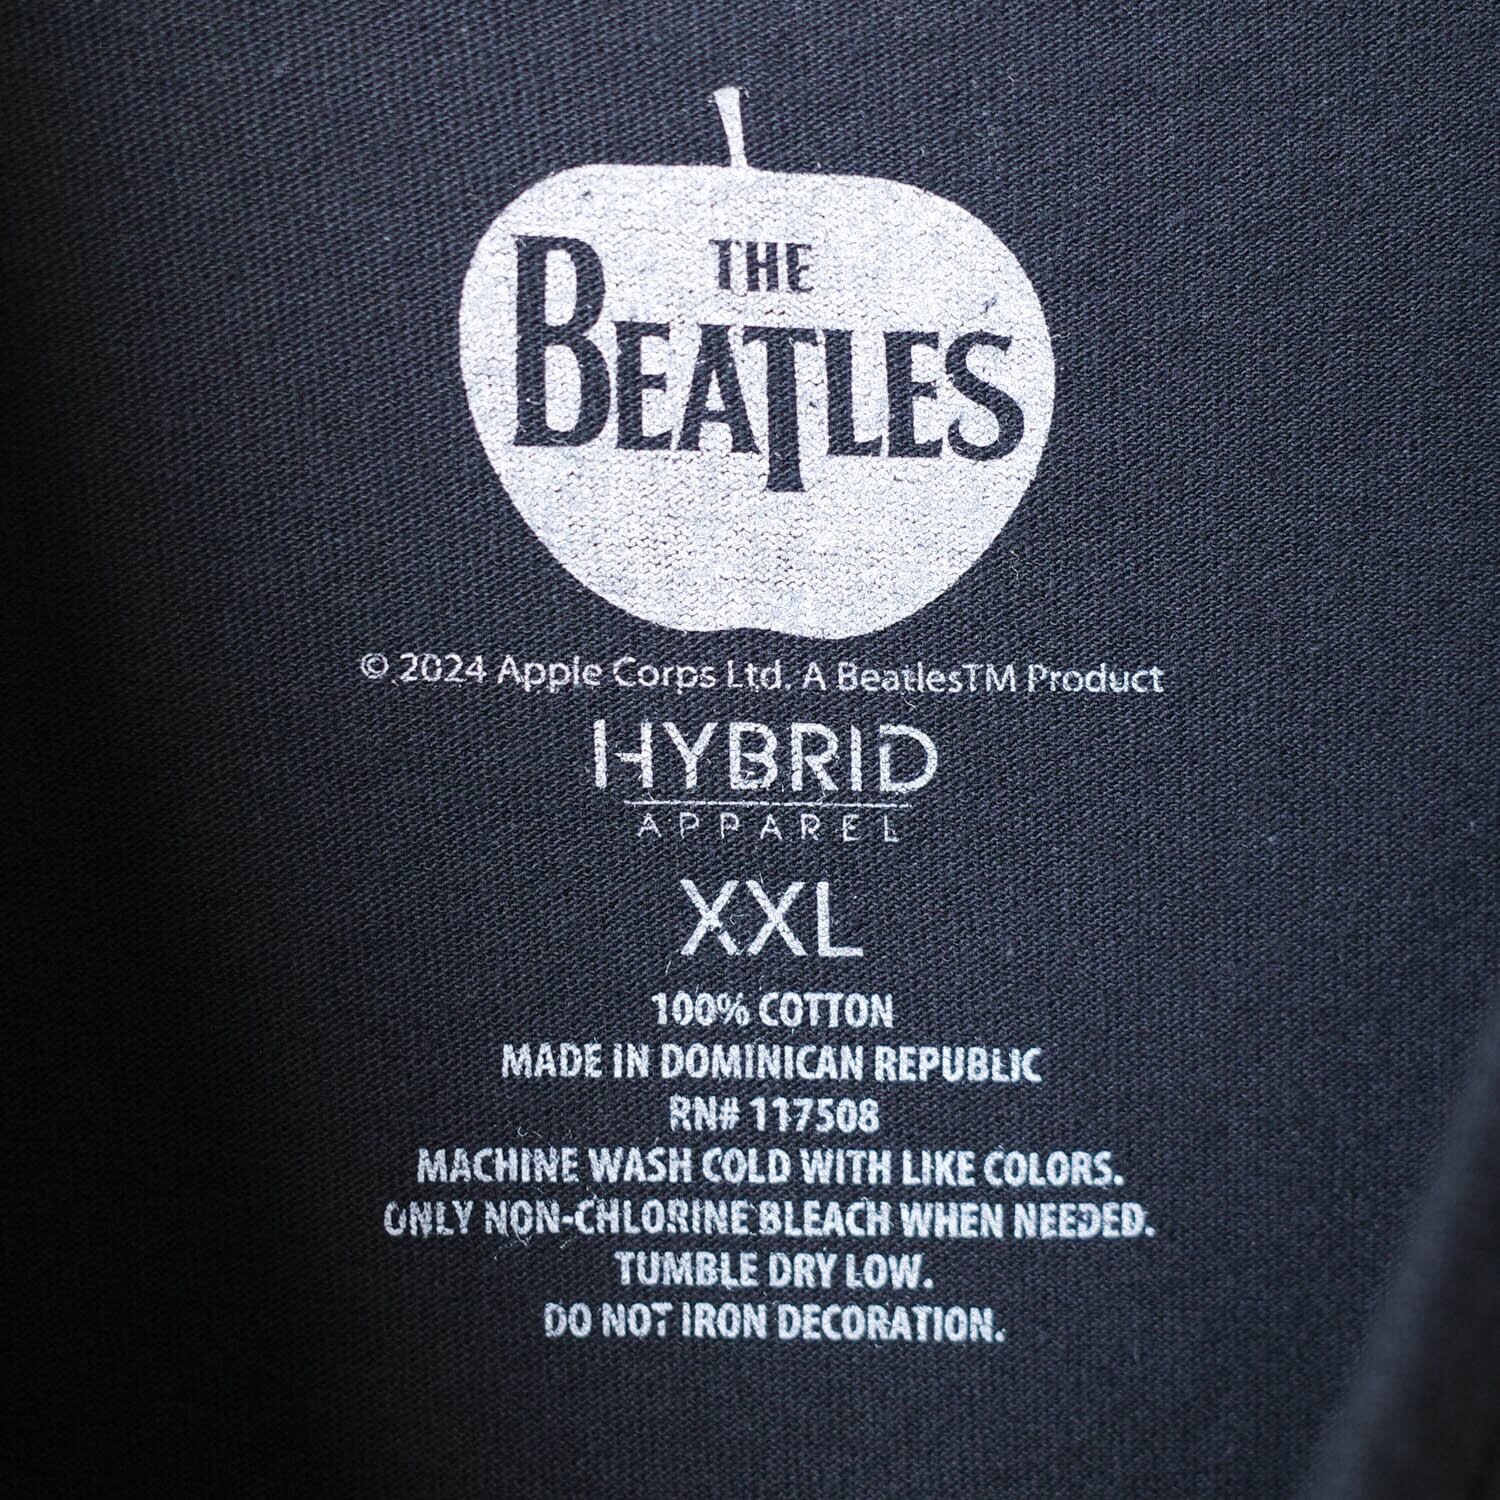 THE
BEATLES
© 2024 Apple Corps Ltd. A BeatlesTM Product
HYBRID
APPAREL
XXL
100% COTTON
MADE IN DOMINICAN REPUBLIC
RN# 117508
MACHINE WASH COLD WITH LIKE COLORS.
ONLY NON-CHLORINE BLEACH WHEN NEEDED.
TUMBLE DRY LOW.
DO NOT IRON DECORATION.